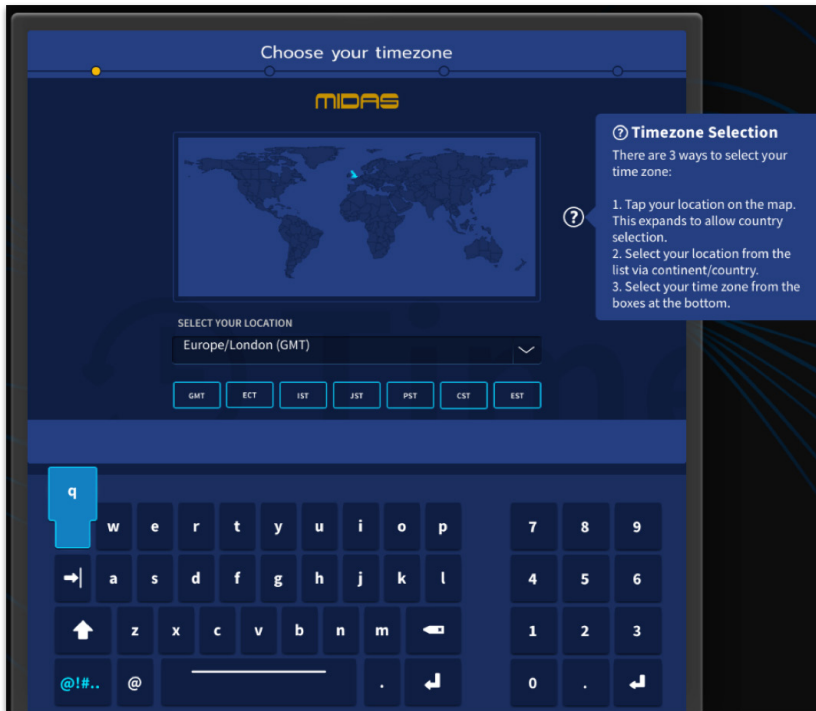 Choose your timezone
MIDAS
? Timezone Selection
There are 3 ways to select your
time zone:
1. Tap your location on the map.
This expands to allow country
selection.
2. Select your location from the
list via continent/country.
3. Select your time zone from the
boxes at the bottom.
?
SELECT YOUR LOCATION
Europe/London (GMT)
GMT ECT IST JST PST CST EST
Time
q w e r t y u i o p 7 8 9
a s d f g h j k l 4 5 6
z x c v b n m 1 2 3
@!#.. @ . 0 .